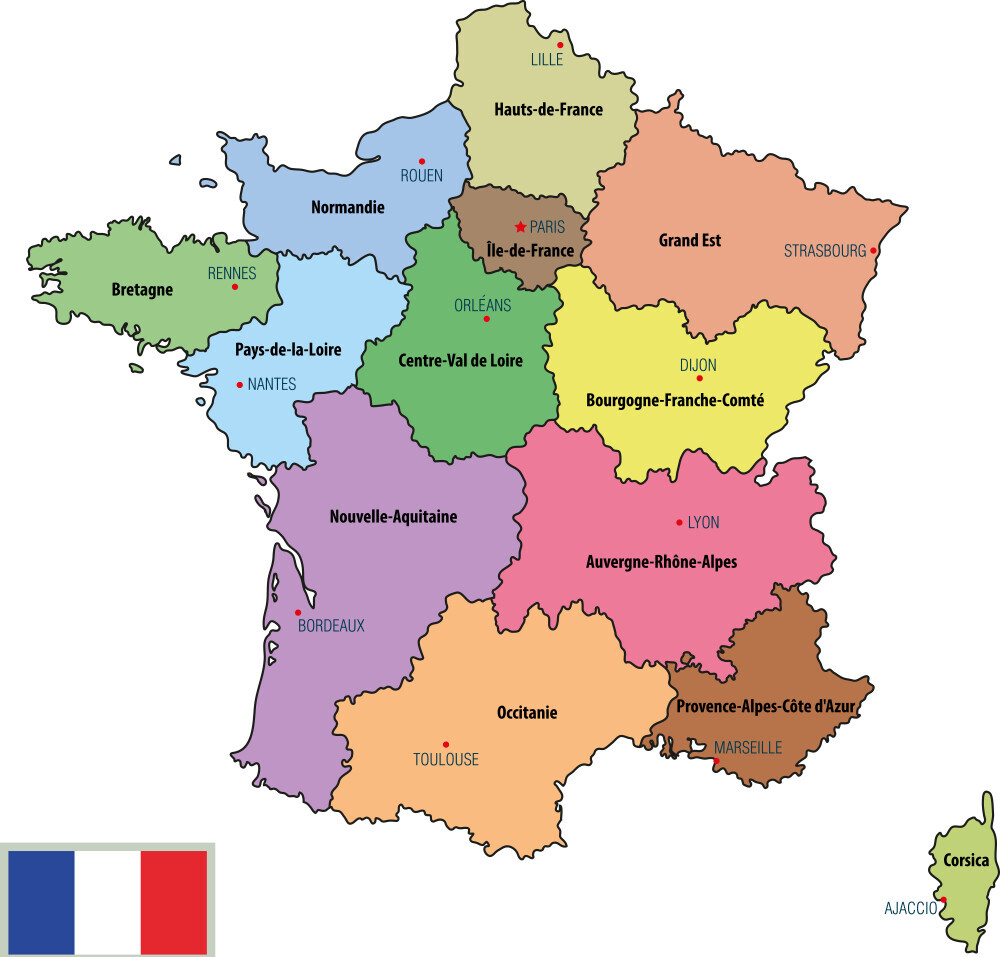 LILLE
Hauts-de-France
ROUEN
Normandie
PARIS
Île-de-France
Grand Est
STRASBOURG
RENNES
Bretagne
ORLÉANS
Pays-de-la-Loire
Centre-Val de Loire
NANTES
DIJON
Bourgogne-Franche-Comté
Nouvelle-Aquitaine
LYON
Auvergne-Rhône-Alpes
BORDEAUX
Occitanie
Provence-Alpes-Côte d'Azur
TOULOUSE
MARSEILLE
Corsica
AJACCIO